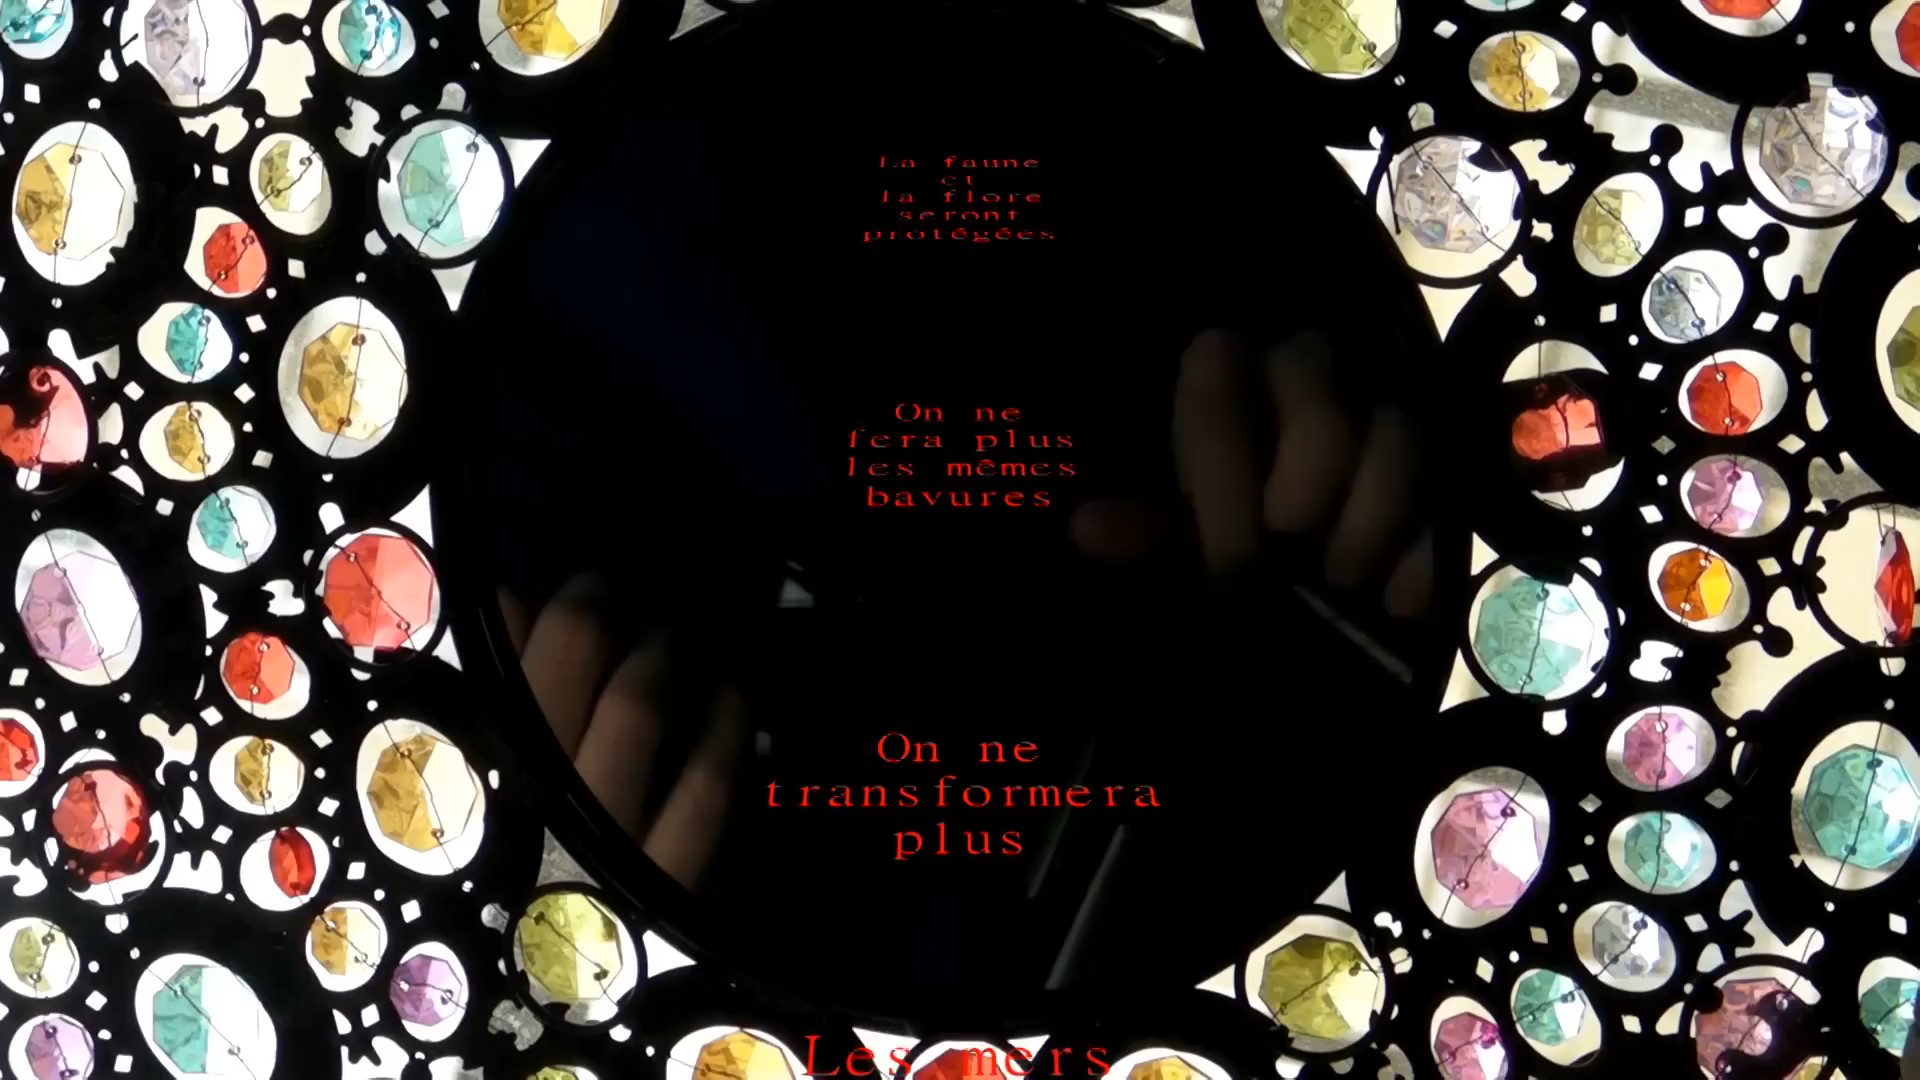 La faune
et
la flore
seront
protégées
On ne
fera plus
les mêmes
bavures
On ne
transformera
plus
Les mers